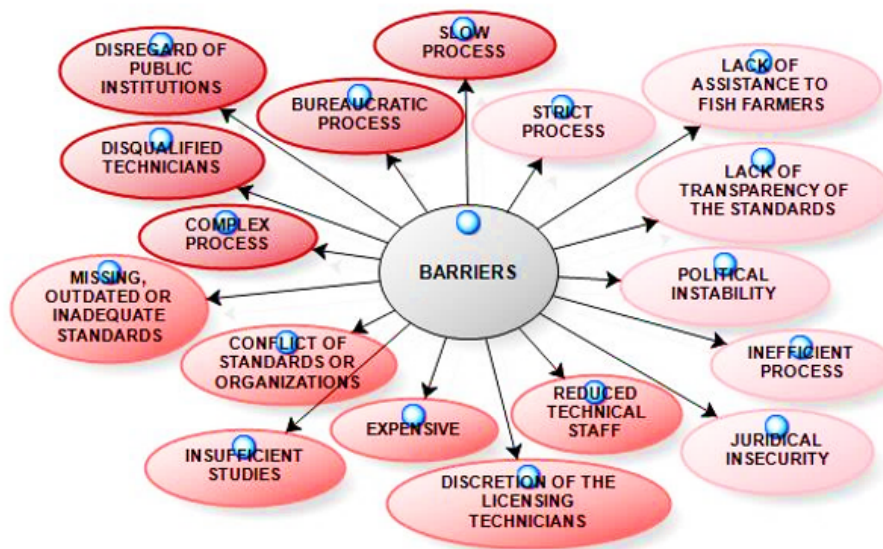 SLOW
PROCESS
DISREGARD OF
PUBLIC
INSTITUTIONS
BUREAUCRATIC
PROCESS
STRICT
PROCESS
LACK OF
ASSISTANCE TO
FISH FARMERS
DISQUALIFIED
TECHNICIANS
LACK OF
TRANSPARENCY OF
THE STANDARDS
COMPLEX
PROCESS
BARRIERS
MISSING,
OUTDATED OR
INADEQUATE
STANDARDS
POLITICAL
INSTABILITY
CONFLICT OF
STANDARDS OR
ORGANIZATIONS
INEFFICIENT
PROCESS
REDUCED
TECHNICAL
STAFF
EXPENSIVE
JURIDICAL
INSECURITY
INSUFFICIENT
STUDIES
DISCRETION OF THE
LICENSING
TECHNICIANS